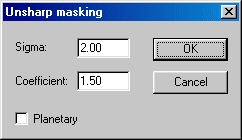 Unsharp masking
Sigma: 2.00 OK
Coefficient: 1.50 Cancel
Planetary